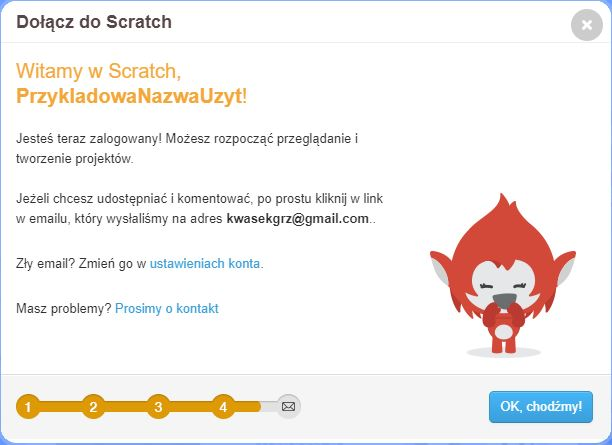 Dołącz do Scratch
Witamy w Scratch,
PrzykladowaNazwaUzyt!
Jesteś teraz zalogowany! Możesz rozpocząć przeglądanie i
tworzenie projektów.
Jeżeli chcesz udostępniać i komentować, po prostu kliknij w link
w emailu, który wysłaliśmy na adres kwasekgrz@gmail.com..
Zły email? Zmień go w ustawieniach konta.
Masz problemy? Prosimy o kontakt
1 2 3 4
OK, chodźmy!